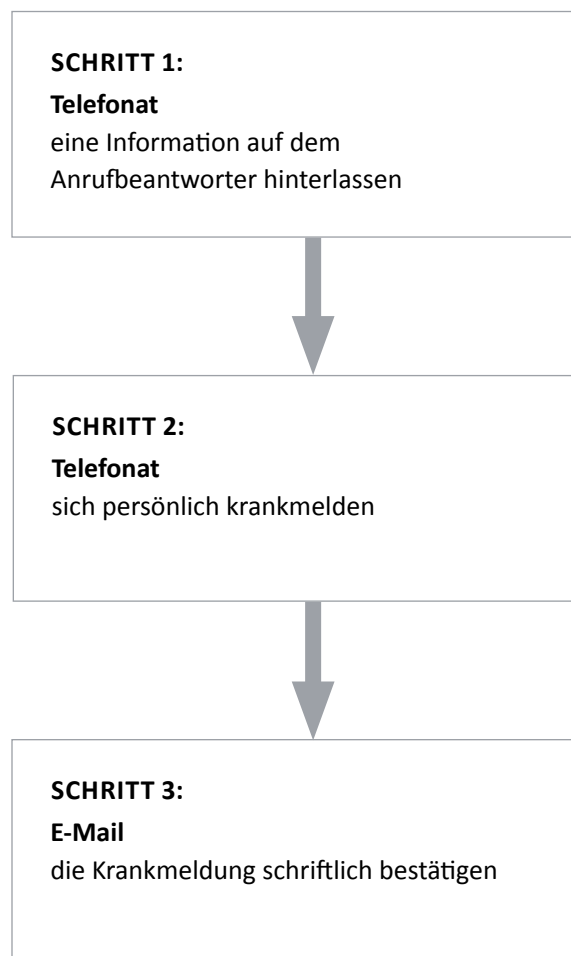 SCHRITT 1:
Telefonat
eine Information auf dem
Anrufbeantworter hinterlassen
SCHRITT 2:
Telefonat
sich persönlich krankmelden
SCHRITT 3:
E-Mail
die Krankmeldung schriftlich bestätigen